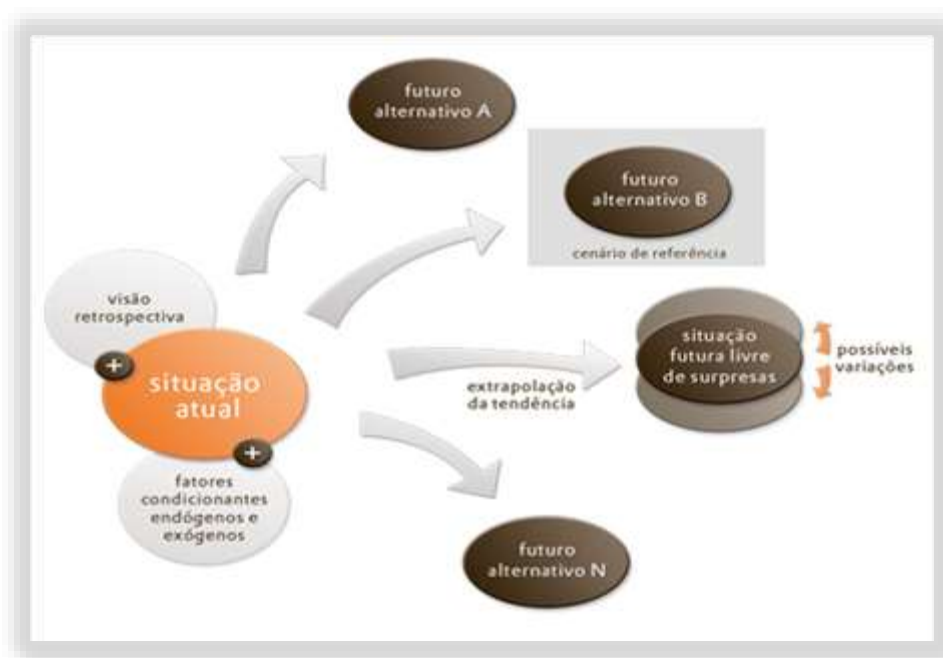 futuro
alternativo A
futuro
alternativo B
cenário de referência
visão
retrospectiva
+
situação
atual
+
fatores
condicionantes
endógenos e
exógenos
extrapolação
da tendência
situação
futura livre
de surpresas
possíveis
variações
futuro
alternativo N